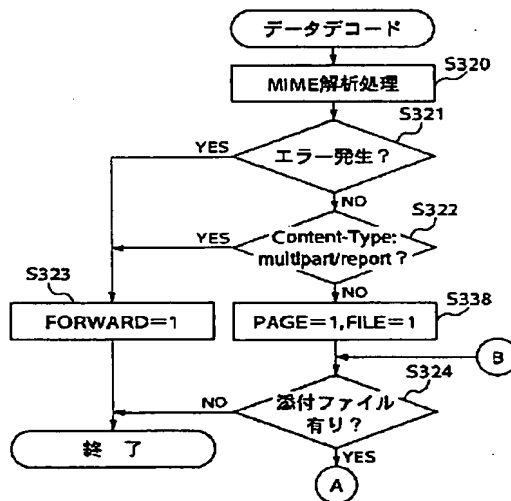 データデコード
S320
MIME解析処理
S321
エラー発生？
YES
NO
S322
Content-Type:
multipart/report？
YES
NO
S323
FORWARD=1
S338
PAGE=1,FILE=1
B
S324
添付ファイル
有り？
NO
YES
終 了
A